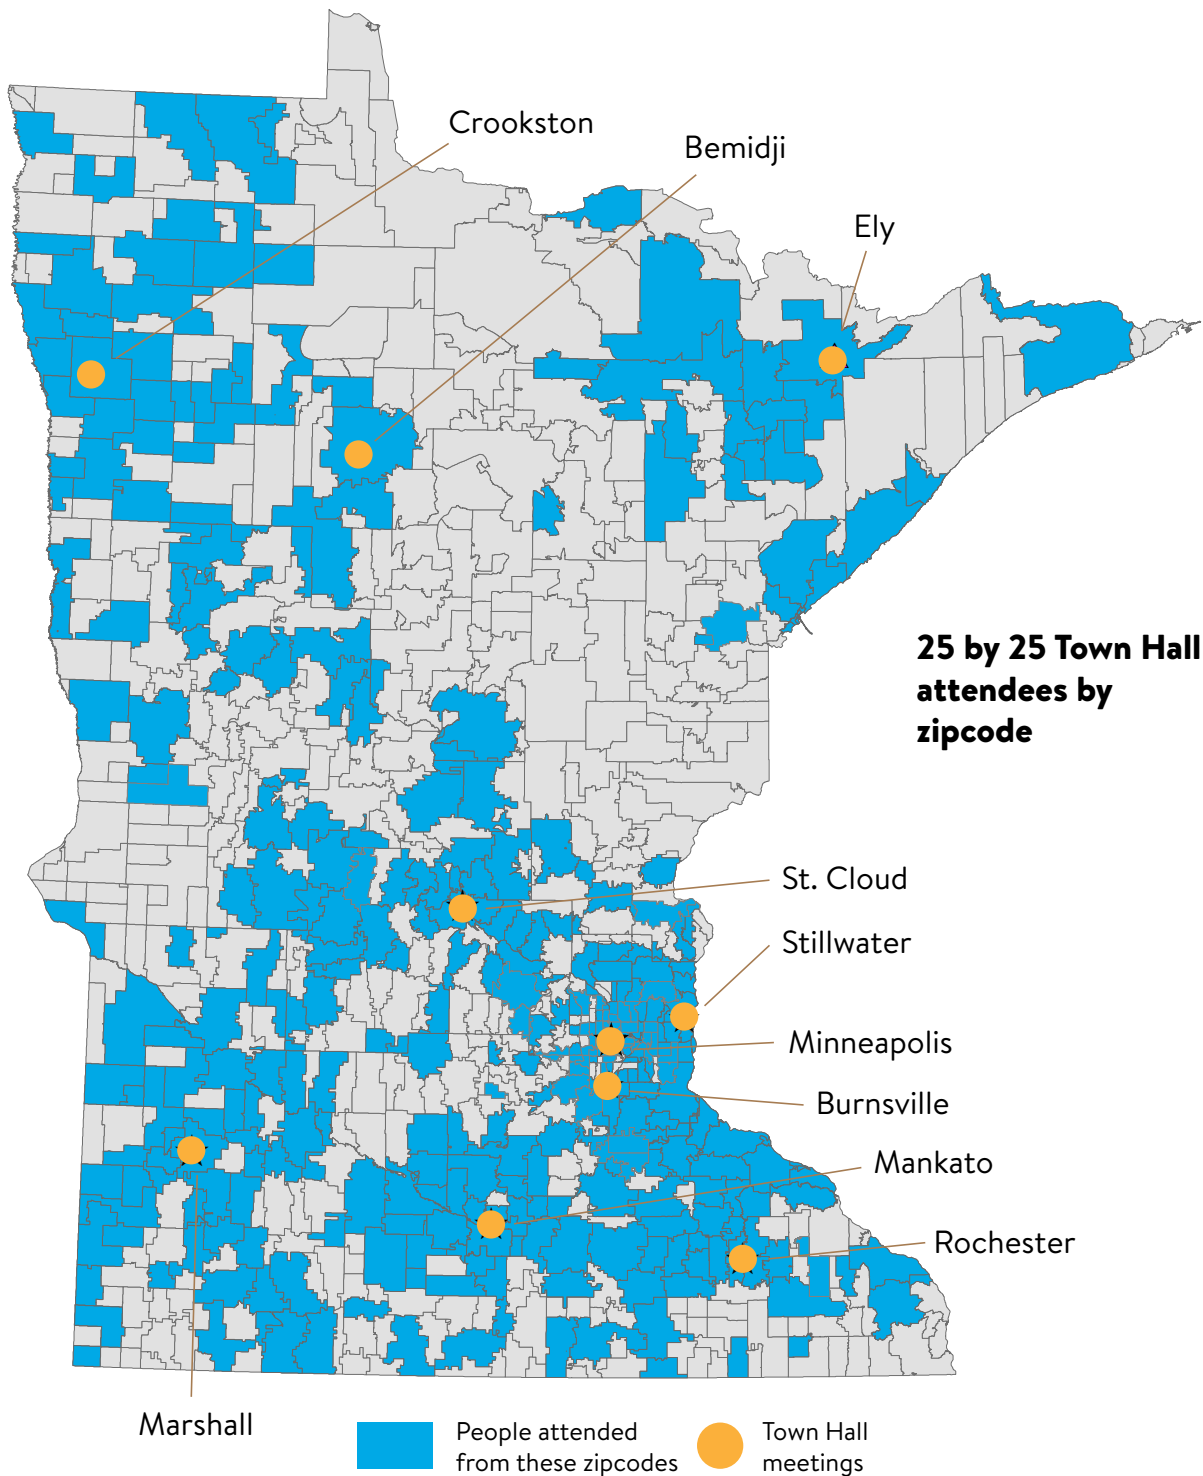 Crookston
Bemidji
Ely
25 by 25 Town Hall
attendees by
zipcode
St. Cloud
Stillwater
Minneapolis
Burnsville
Mankato
Rochester
Marshall
People attended
from these zipcodes
Town Hall
meetings